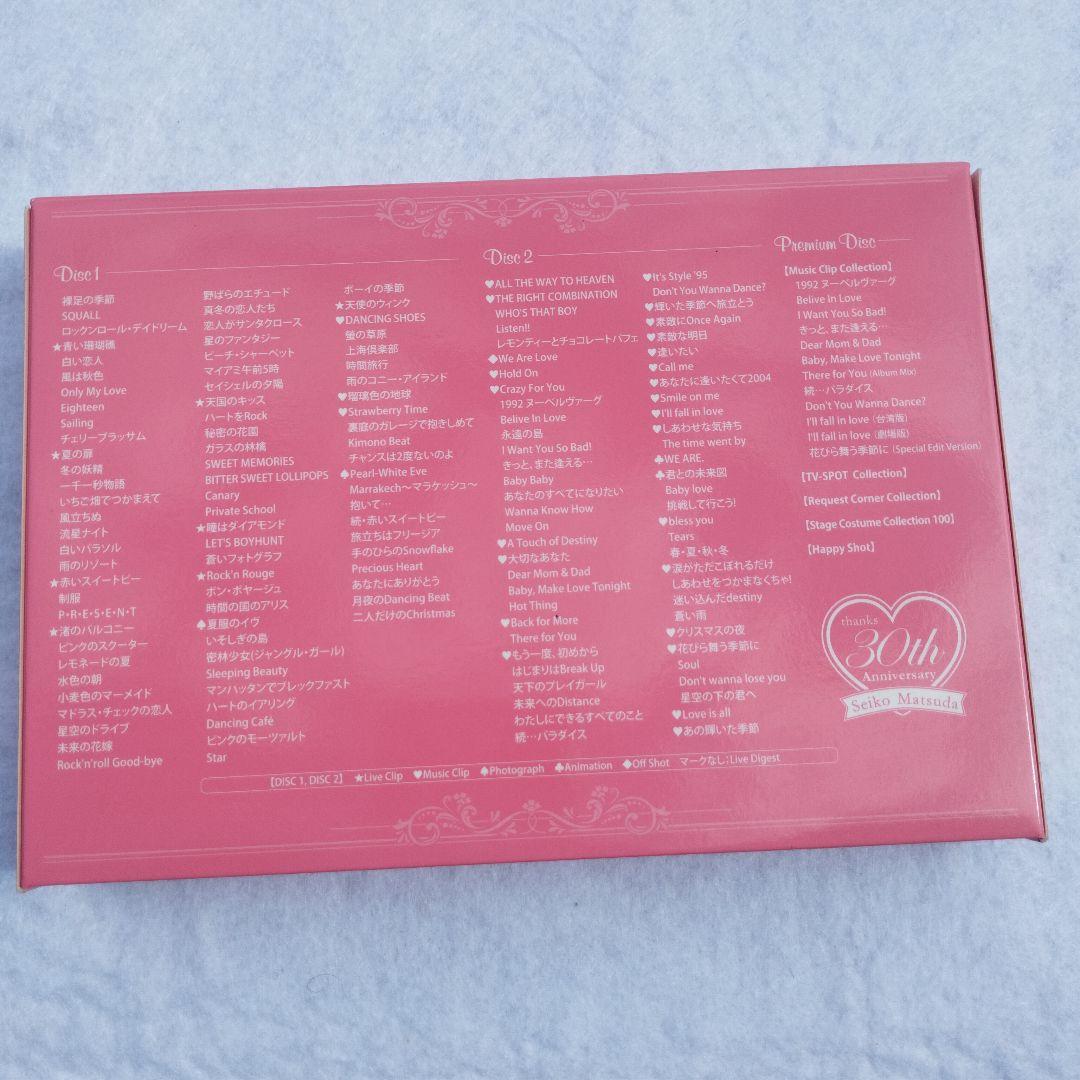 Disc 1
裸足の季節
SQUALL
ロックンロール・デイドリーム
★青い珊瑚礁
白い恋人
風は秋色
Only My Love
Eighteen
Sailing
チェリーブラッサム
★夏の扉
冬の妖精
一千一秒物語
いちご畑でつかまえて
風立ちぬ
流星ナイト
白いパラソル
雨のリゾート
★赤いスイートピー
制服
P・R・E・S・E・N・T
★渚のバルコニー
ピンクのスクーター
レモネードの夏
水色の朝
小麦色のマーメイド
マドラス・チェックの恋人
星空のドライブ
未来の花嫁
Rock'n'roll Good-bye
野ばらのエチュード
真冬の恋人たち
恋人がサンタクロース
星のファンタジー
ピーチ・シャーベット
マイアミ午前5時
セイシェルの夕陽
★天国のキッス
ハートをRock
秘密の花園
ガラスの林檎
SWEET MEMORIES
BITTER SWEET LOLLIPOPS
Canary
Private School
★瞳はダイアモンド
LET'S BOYHUNT
蒼いフォトグラフ
★Rock'n Rouge
ボン・ボヤージュ
時間の国のアリス
♠夏服のイヴ
いそしぎの島
密林少女(ジャングル・ガール)
Sleeping Beauty
マンハッタンでブレックファスト
ハートのイアリング
Dancing Café
ピンクのモーツァルト
Star
ボーイの季節
★天使のウィンク
♥DANCING SHOES
螢の草原
上海倶楽部
時間旅行
雨のコニー・アイランド
♥瑠璃色の地球
♥Strawberry Time
裏庭のガレージで抱きしめて
Kimono Beat
チャンスは2度ないのよ
♠Pearl-White Eve
Marrakech〜マラケッシュ〜
抱いて…
続・赤いスイートピー
旅立ちはフリージア
手のひらのSnowflake
Precious Heart
あなたにありがとう
月夜のDancing Beat
二人だけのChristmas
Disc 2
♥ALL THE WAY TO HEAVEN
♥THE RIGHT COMBINATION
WHO'S THAT BOY
Listen!!
レモンティーとチョコレートパフェ
◆We Are Love
♥Hold On
♥Crazy For You
1992 ヌーベルヴァーグ
Belive In Love
永遠の島
I Want You So Bad!
きっと、また逢える…
Baby Baby
あなたのすべてになりたい
Wanna Know How
Move On
♥A Touch of Destiny
♥大切なあなた
Dear Mom & Dad
Baby, Make Love Tonight
Hot Thing
♥Back for More
There for You
♥もう一度、初めから
はじまりはBreak Up
天下のプレイガール
未来へのDistance
わたしにできるすべてのこと
続…パラダイス
♥It's Style '95
Don't You Wanna Dance?
♥輝いた季節へ旅立とう
♥素敵にOnce Again
♥素敵な明日
♥逢いたい
♥Call me
♥あなたに逢いたくて2004
♥Smile on me
♥I'll fall in love
♥しあわせな気持ち
The time went by
♣WE ARE.
♣君との未来図
Baby love
挑戦して行こう!
♥bless you
Tears
春・夏・秋・冬
♥涙がただこぼれるだけ
しあわせをつかまなくちゃ!
迷い込んだdestiny
蒼い雨
♥クリスマスの夜
♥花びら舞う季節に
Soul
Don't wanna lose you
星空の下の君へ
♥Love is all
♥あの輝いた季節
Premium Disc
【Music Clip Collection】
1992 ヌーベルヴァーグ
Belive In Love
I Want You So Bad!
きっと、また逢える…
Dear Mom & Dad
Baby, Make Love Tonight
There for You (Album Mix)
続…パラダイス
Don't You Wanna Dance?
I'll fall in love (台湾版)
I'll fall in love (劇場版)
花びら舞う季節に (Special Edit Version)
【TV-SPOT Collection】
【Request Corner Collection】
【Stage Costume Collection 100】
【Happy Shot】
thanks
30th
Anniversary
Seiko Matsuda
【DISC 1, DISC 2】 ★Live Clip ♥Music Clip ♠Photograph ♣Animation ◆Off Shot マークなし:Live Digest